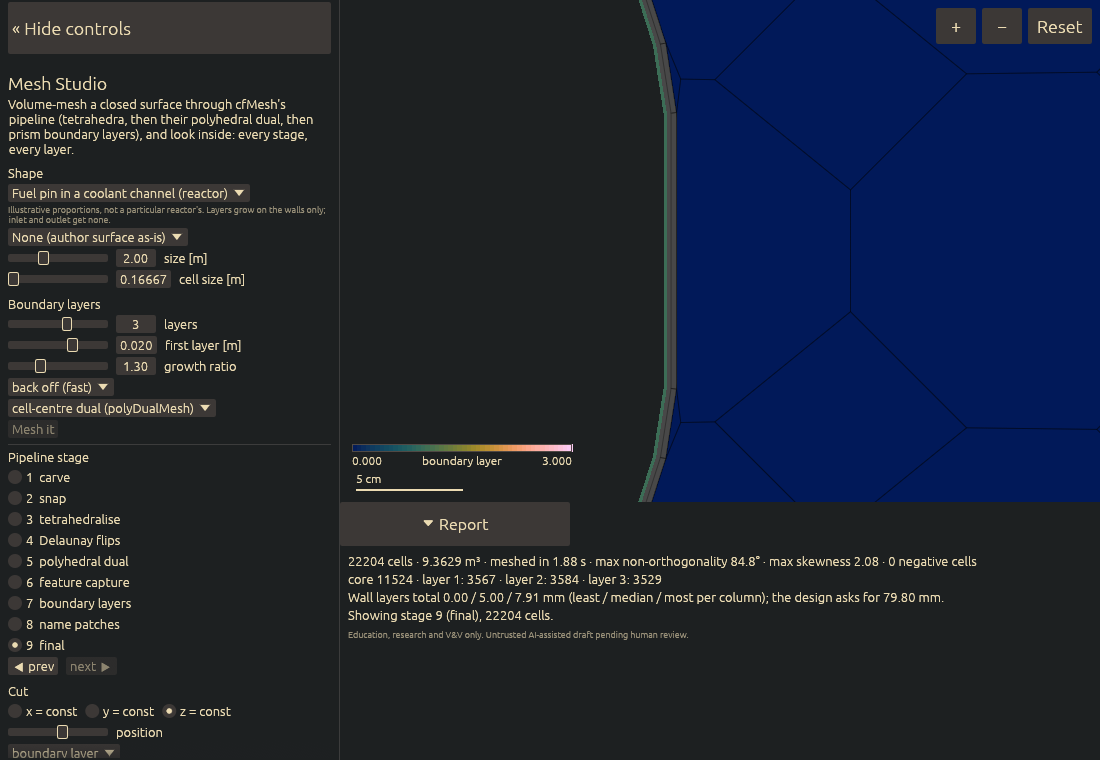 « Hide controls
+
−
Reset
Mesh Studio
Volume-mesh a closed surface through cfMesh's
pipeline (tetrahedra, then their polyhedral dual, then
prism boundary layers), and look inside: every stage,
every layer.
Shape
Fuel pin in a coolant channel (reactor)
Illustrative proportions, not a particular reactor's. Layers grow on the walls only;
inlet and outlet get none.
None (author surface as-is)
2.00 size [m]
0.16667 cell size [m]
Boundary layers
3 layers
0.020 first layer [m]
1.30 growth ratio
back off (fast)
cell-centre dual (polyDualMesh)
Mesh it
Pipeline stage
1 carve
2 snap
3 tetrahedralise
4 Delaunay flips
5 polyhedral dual
6 feature capture
7 boundary layers
8 name patches
9 final
◀ prev next ▶
Cut
x = const y = const z = const
position
boundary layer
0.000 boundary layer 3.000
5 cm
Report
22204 cells · 9.3629 m³ · meshed in 1.88 s · max non-orthogonality 84.8° · max skewness 2.08 · 0 negative cells
core 11524 · layer 1: 3567 · layer 2: 3584 · layer 3: 3529
Wall layers total 0.00 / 5.00 / 7.91 mm (least / median / most per column); the design asks for 79.80 mm.
Showing stage 9 (final), 22204 cells.
Education, research and V&V only. Untrusted AI-assisted draft pending human review.